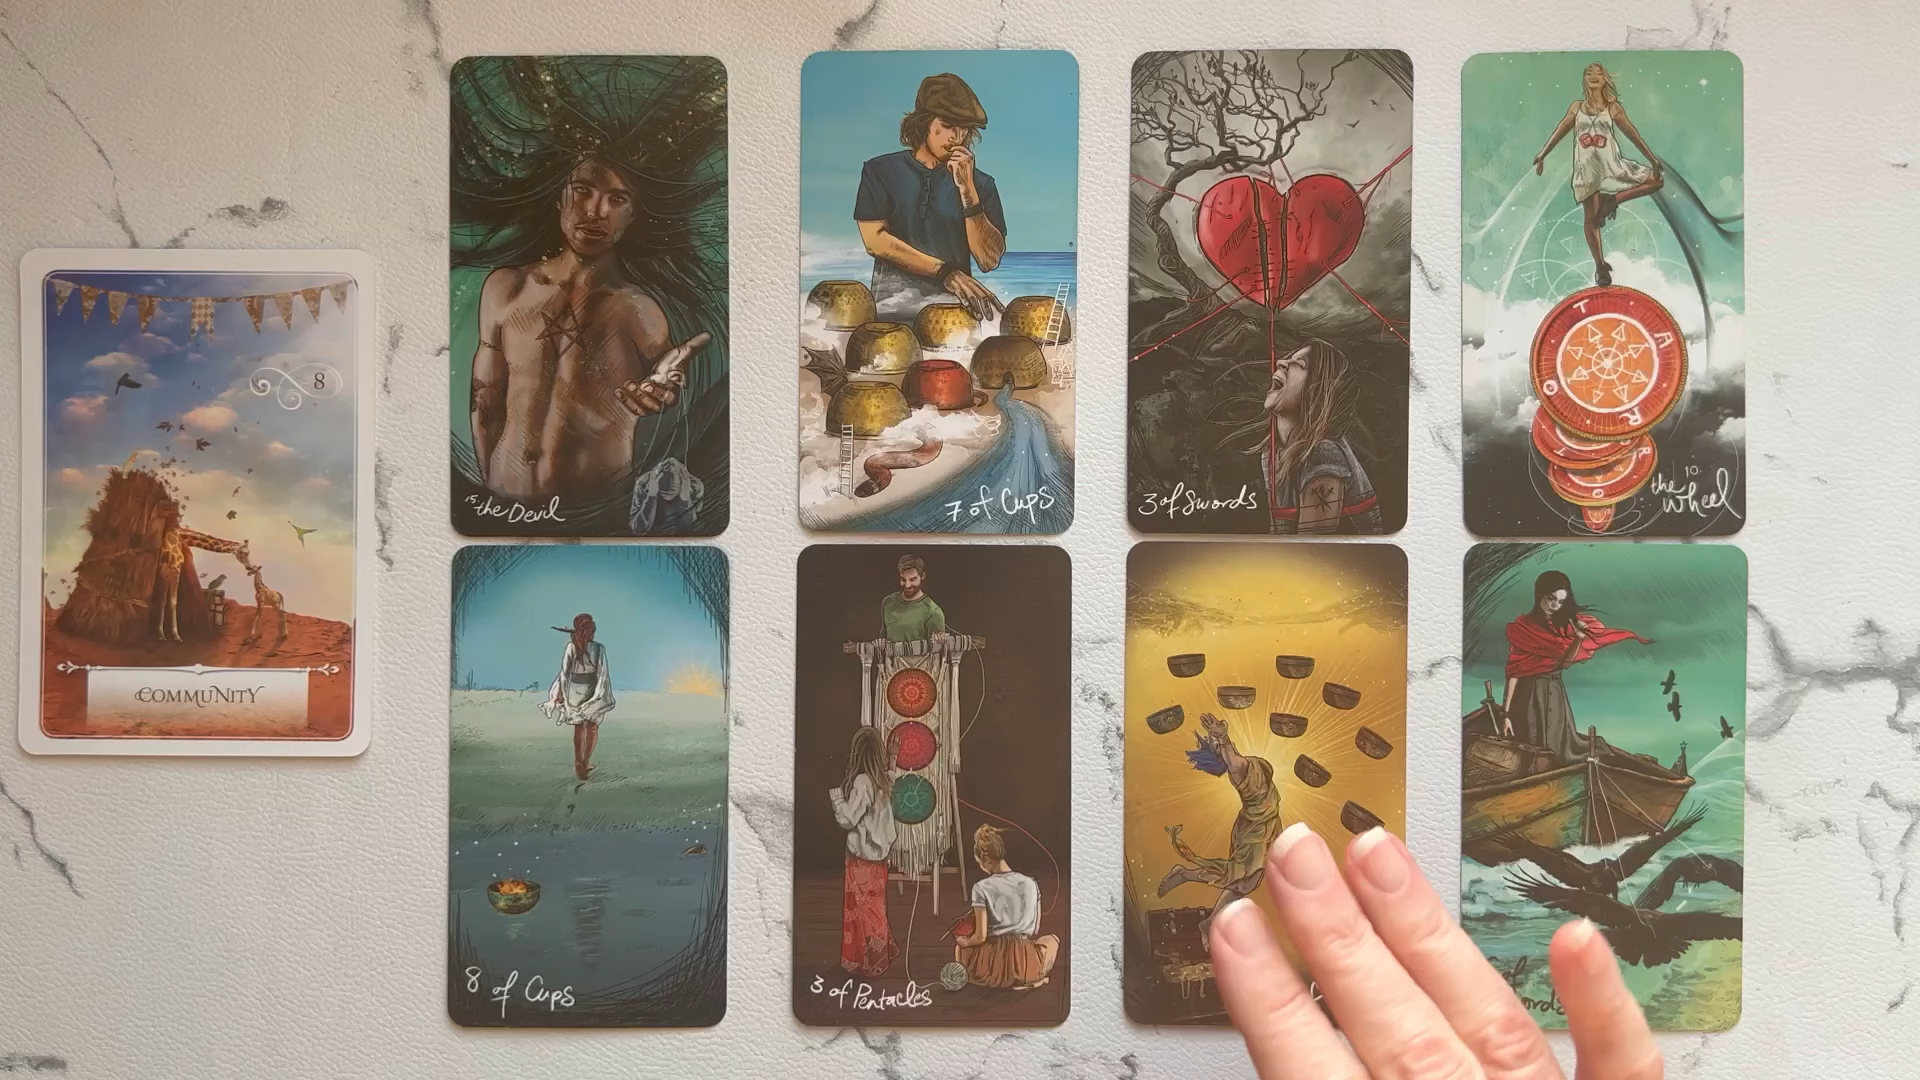 8
COMMUNITY
15.
the Devil
7 of Cups
3 of Swords
TAROT
10.
the
Wheel
8 of Cups
3 of Pentacles